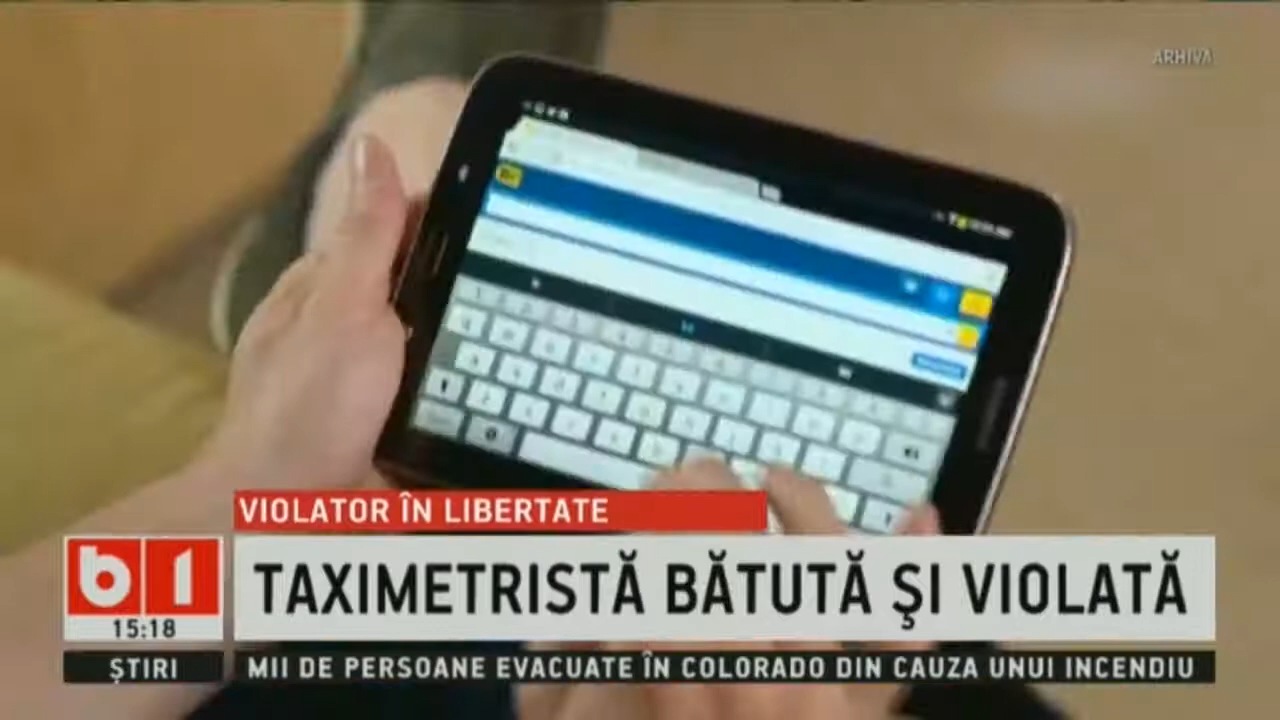 ARHIVA
VIOLATOR ÎN LIBERTATE
b1
TAXIMETRISTĂ BĂTUTĂ ŞI VIOLATĂ
15:18
ŞTIRI
MII DE PERSOANE EVACUATE ÎN COLORADO DIN CAUZA UNUI INCENDIU